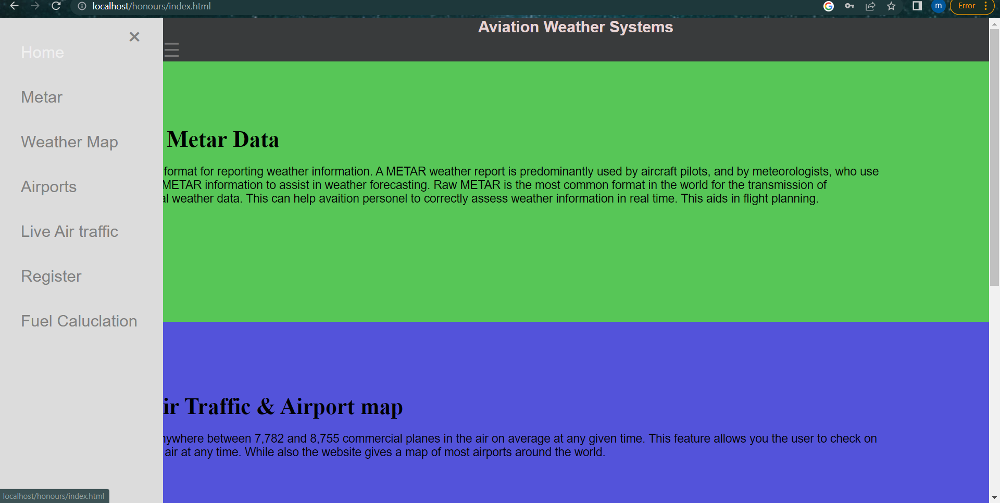 localhost/honours/index.html
m
Error
Aviation Weather Systems
Home
Metar
Weather Map
Airports
Live Air traffic
Register
Fuel Caluclation
Metar Data
format for reporting weather information. A METAR weather report is predominantly used by aircraft pilots, and by meteorologists, who use
METAR information to assist in weather forecasting. Raw METAR is the most common format in the world for the transmission of
al weather data. This can help avaition personel to correctly assess weather information in real time. This aids in flight planning.
ir Traffic & Airport map
nywhere between 7,782 and 8,755 commercial planes in the air on average at any given time. This feature allows you the user to check on
air at any time. While also the website gives a map of most airports around the world.
localhost/honours/index.html